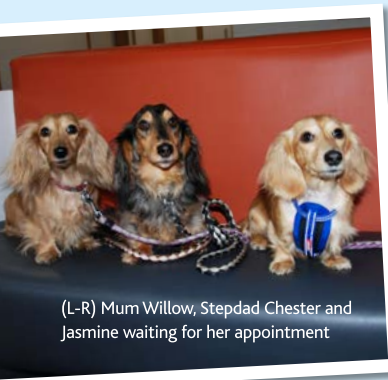 (L-R) Mum Willow, Stepdad Chester and
Jasmine waiting for her appointment